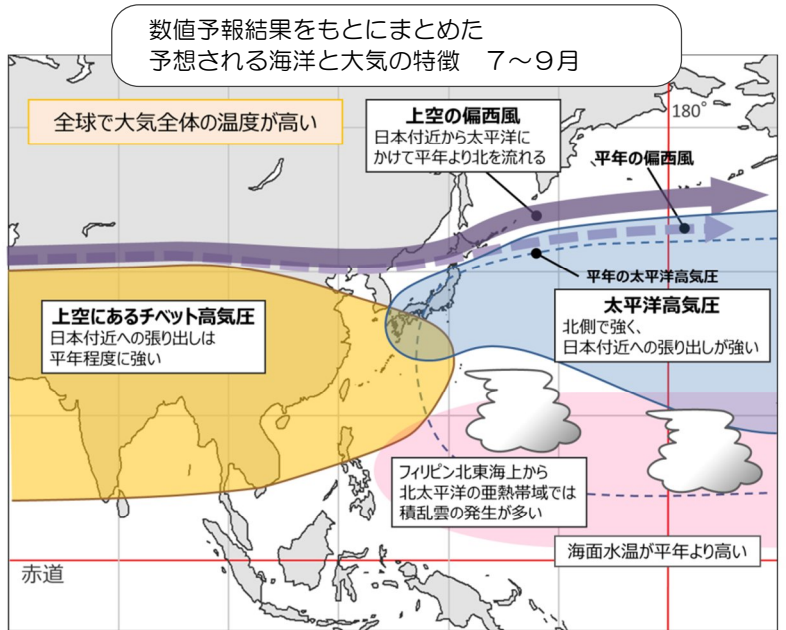 数値予報結果をもとにまとめた
予想される海洋と大気の特徴　７～９月
全球で大気全体の温度が高い
上空の偏西風
日本付近から太平洋に
かけて平年より北を流れる
180°
平年の偏西風
平年の太平洋高気圧
上空にあるチベット高気圧
日本付近への張り出しは
平年程度に強い
太平洋高気圧
北側で強く、
日本付近への張り出しが強い
フィリピン北東海上から
北太平洋の亜熱帯域では
積乱雲の発生が多い
海面水温が平年より高い
赤道